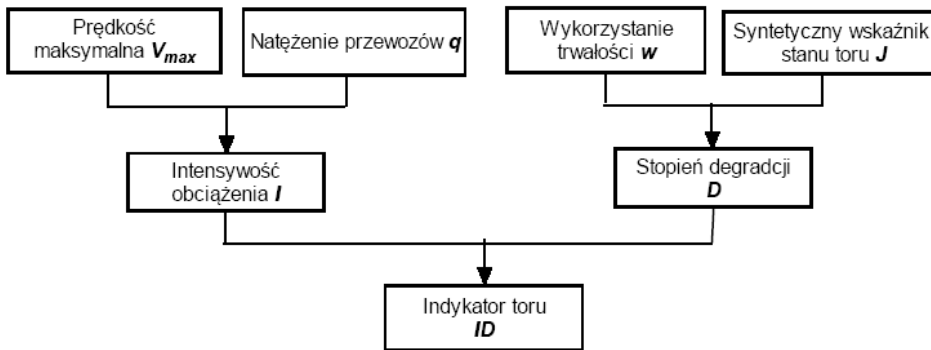 Prędkość
maksymalna Vmax
Natężenie przewozów q
Wykorzystanie
trwałości w
Syntetyczny wskaźnik
stanu toru J
Intensywość
obciążenia I
Stopień degradcji
D
Indykator toru
ID